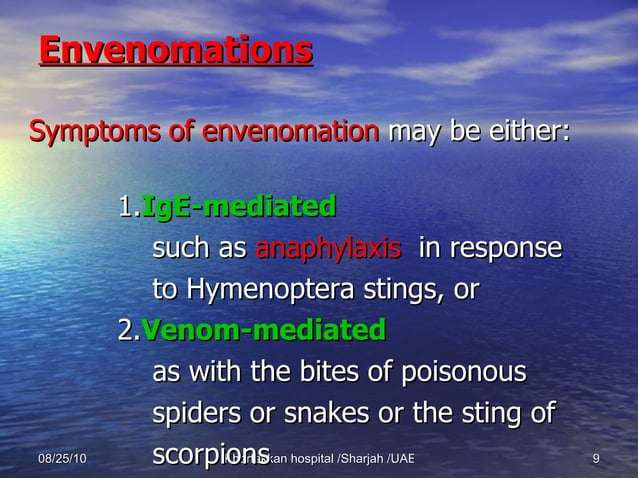 Envenomations
Symptoms of envenomation may be either:
1.IgE-mediated
such as anaphylaxis in response
to Hymenoptera stings, or
2.Venom-mediated
as with the bites of poisonous
spiders or snakes or the sting of
scorpions
08/25/10 hospital /Sharjah /UAE 9